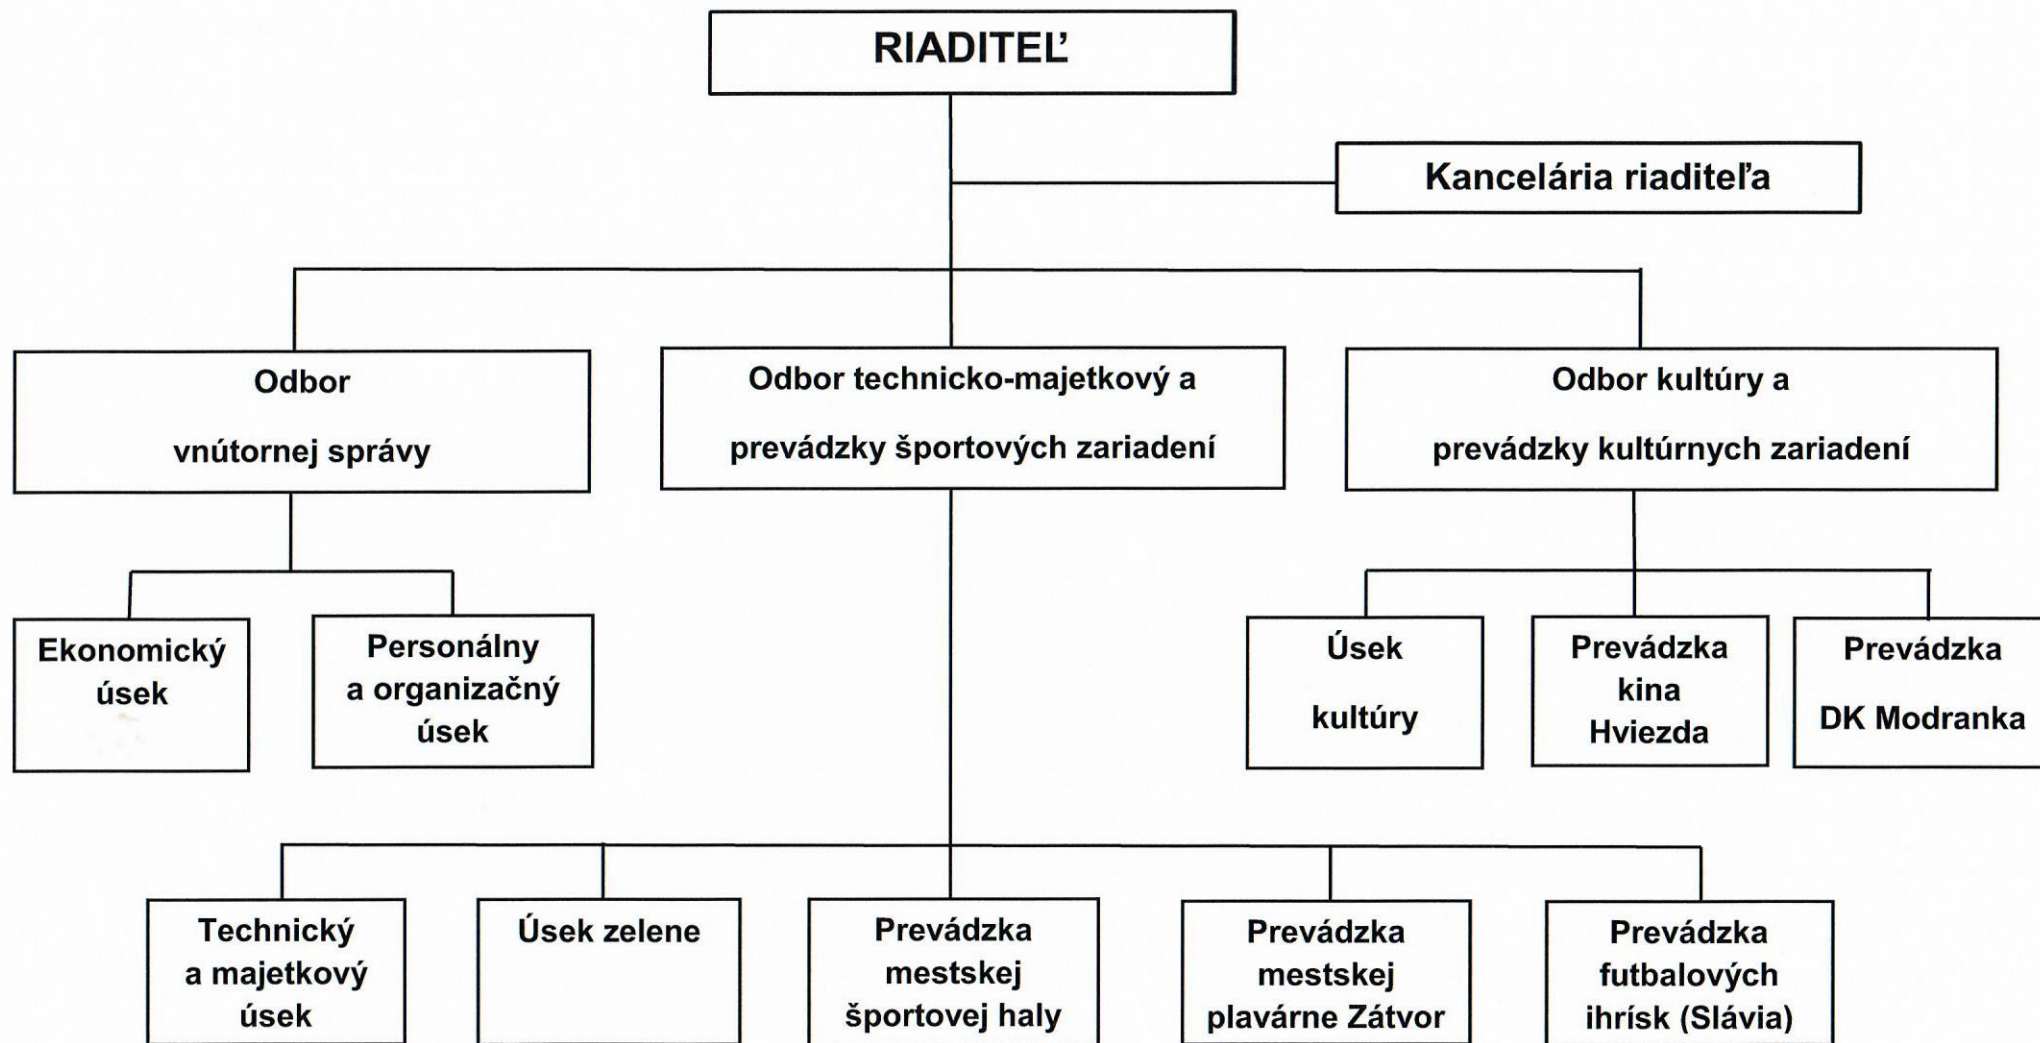 RIADITEĽ
Kancelária riaditeľa
Odbor
vnútornej správy
Odbor technicko-majetkový a
prevádzky športových zariadení
Odbor kultúry a
prevádzky kultúrnych zariadení
Ekonomický
úsek
Personálny
a organizačný
úsek
Úsek
kultúry
Prevádzka
kina
Hviezda
Prevádzka
DK Modranka
Technický
a majetkový
úsek
Úsek zelene
Prevádzka
mestskej
športovej haly
Prevádzka
mestskej
plavárne Zátvor
Prevádzka
futbalových
ihrísk (Slávia)